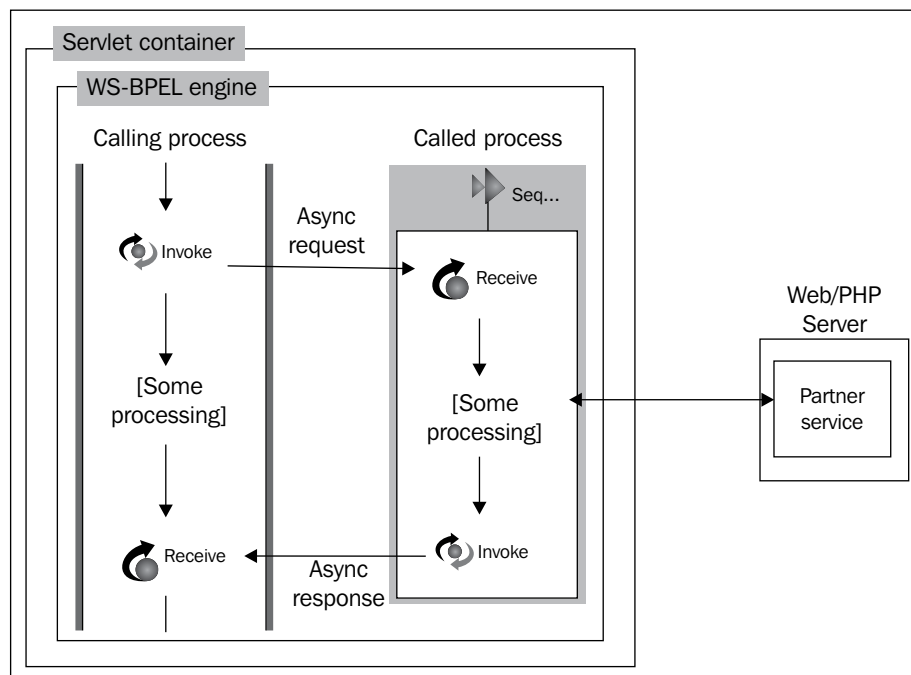 Servlet container
WS-BPEL engine
Calling process
Called process
Seq...
Async
request
Invoke
Receive
[Some
processing]
[Some
processing]
Receive
Async
response
Invoke
Web/PHP
Server
Partner
service